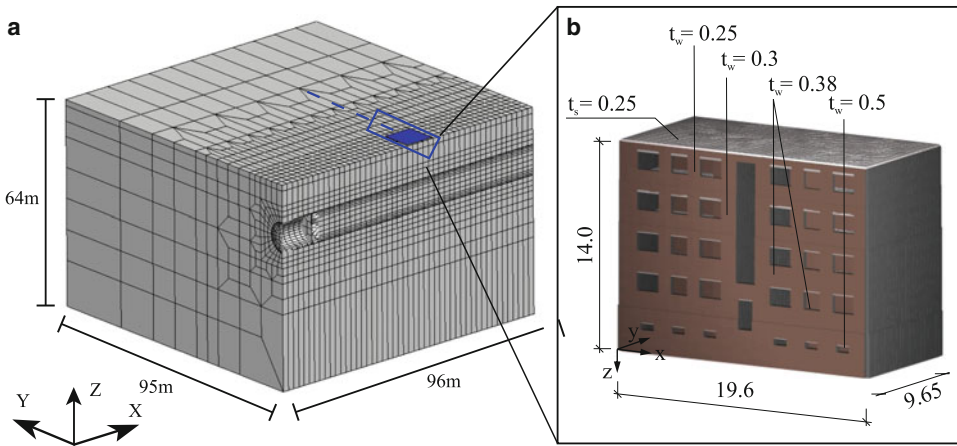 a
64m
95m
96m
Y
Z
X
b
t_w= 0.25
t_w= 0.3
t_w= 0.38
t_w= 0.5
t_s= 0.25
14.0
y
x
z
19.6
9.65